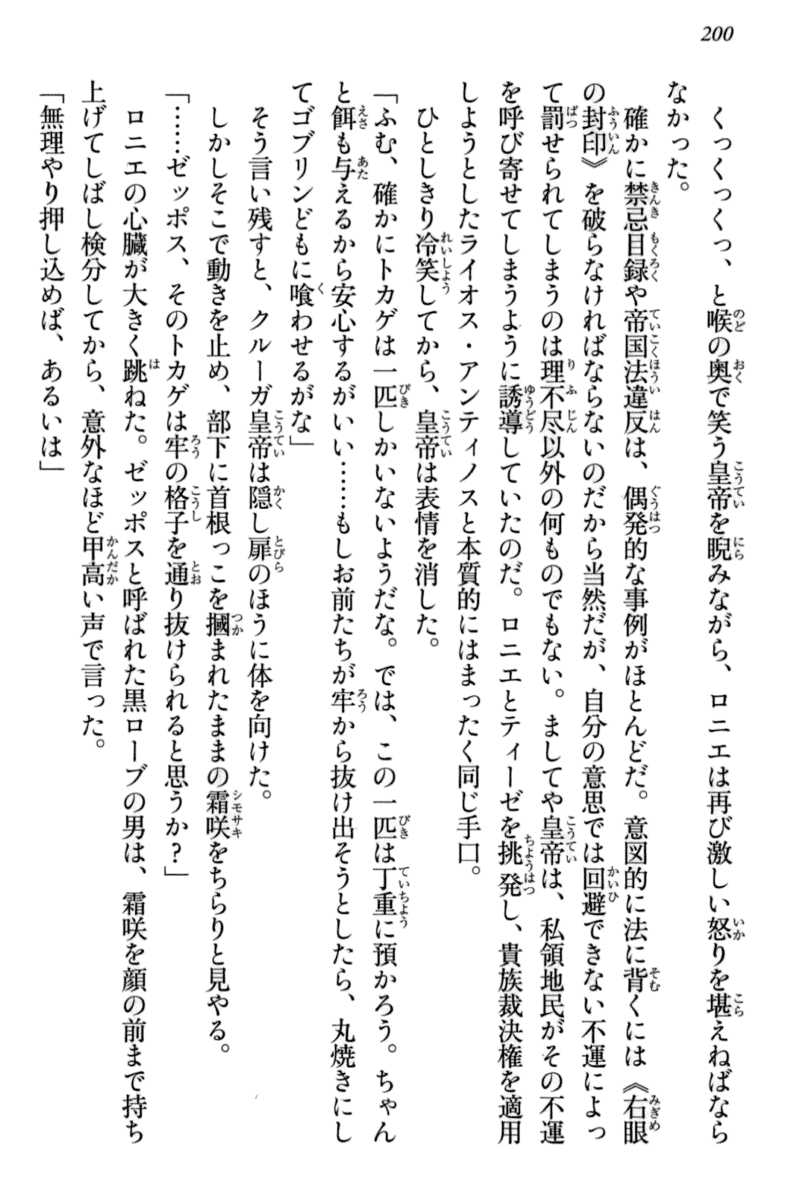 200
くっくっくっ、と喉の奥で笑う皇帝を睨みながら、ロニエは再び激しい怒りを堪えねばなら
なかった。
確かに禁忌目録や帝国法違反は、偶発的な事例がほとんどだ。意図的に法に背くには《右眼
の封印》を破らなければならないのだから当然だが、自分の意思では回避できない不運によっ
て罰せられてしまうのは理不尽以外の何ものでもない。ましてや皇帝は、私領地民がその不運
を呼び寄せてしまうように誘導していたのだ。ロニエとティーゼを挑発し、貴族裁決権を適用
しようとしたライオス・アンティノスと本質的にはまったく同じ手口。
ひとしきり冷笑してから、皇帝は表情を消した。
「ふむ、確かにトカゲは一匹しかいないようだな。では、この一匹は丁重に預かろう。ちゃん
と餌も与えるから安心するがいい……もしお前たちが牢から抜け出そうとしたら、丸焼きにし
てゴブリンどもに喰わせるがな」
そう言い残すと、クルーガ皇帝は隠し扉のほうに体を向けた。
しかしそこで動きを止め、部下に首根っこを摑まれたままの霜咲をちらりと見やる。
「……ゼッポス、そのトカゲは牢の格子を通り抜けられると思うか？」
ロニエの心臓が大きく跳ねた。ゼッポスと呼ばれた黒ローブの男は、霜咲を顔の前まで持ち
上げてしばし検分してから、意外なほど甲高い声で言った。
「無理やり押し込めば、あるいは」